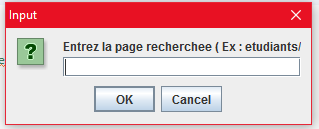 Input
Entrez la page recherchee ( Ex : etudiants/
OK
Cancel